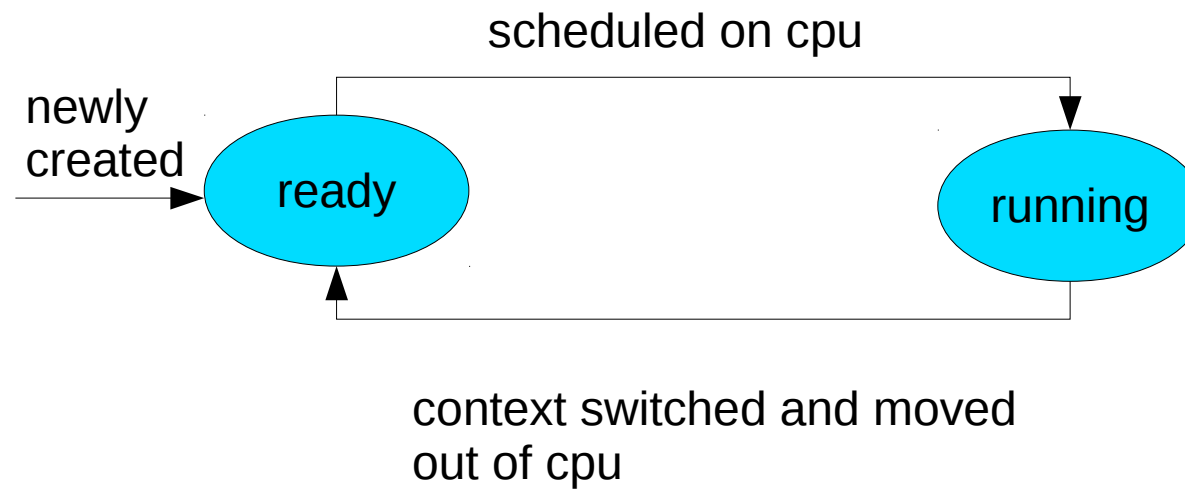 scheduled on cpu
newly
created
ready
running
context switched and moved
out of cpu